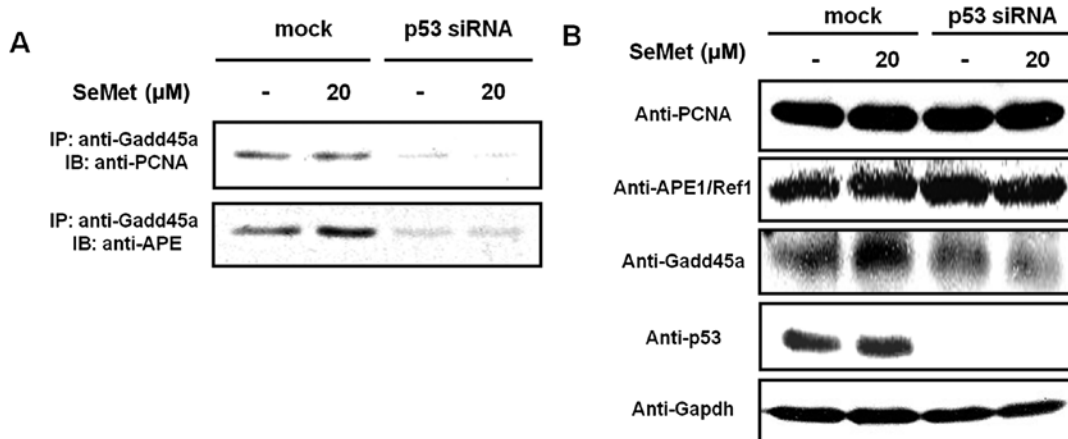 A
mock p53 siRNA
SeMet (µM) - 20 - 20
IP: anti-Gadd45a
IB: anti-PCNA
IP: anti-Gadd45a
IB: anti-APE
B
mock p53 siRNA
SeMet (µM) - 20 - 20
Anti-PCNA
Anti-APE1/Ref1
Anti-Gadd45a
Anti-p53
Anti-Gapdh